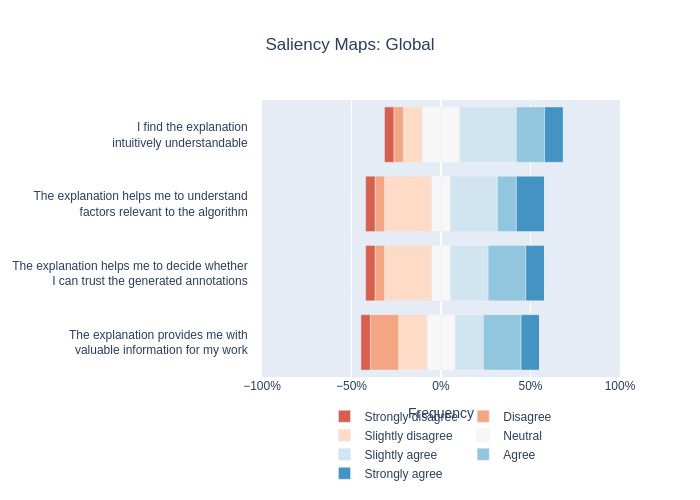 Saliency Maps: Global
I find the explanation
intuitively understandable
The explanation helps me to understand
factors relevant to the algorithm
The explanation helps me to decide whether
I can trust the generated annotations
The explanation provides me with
valuable information for my work
−100% −50% 0% 50% 100%
Frequency
Strongly disagree Disagree
Slightly disagree Neutral
Slightly agree Agree
Strongly agree